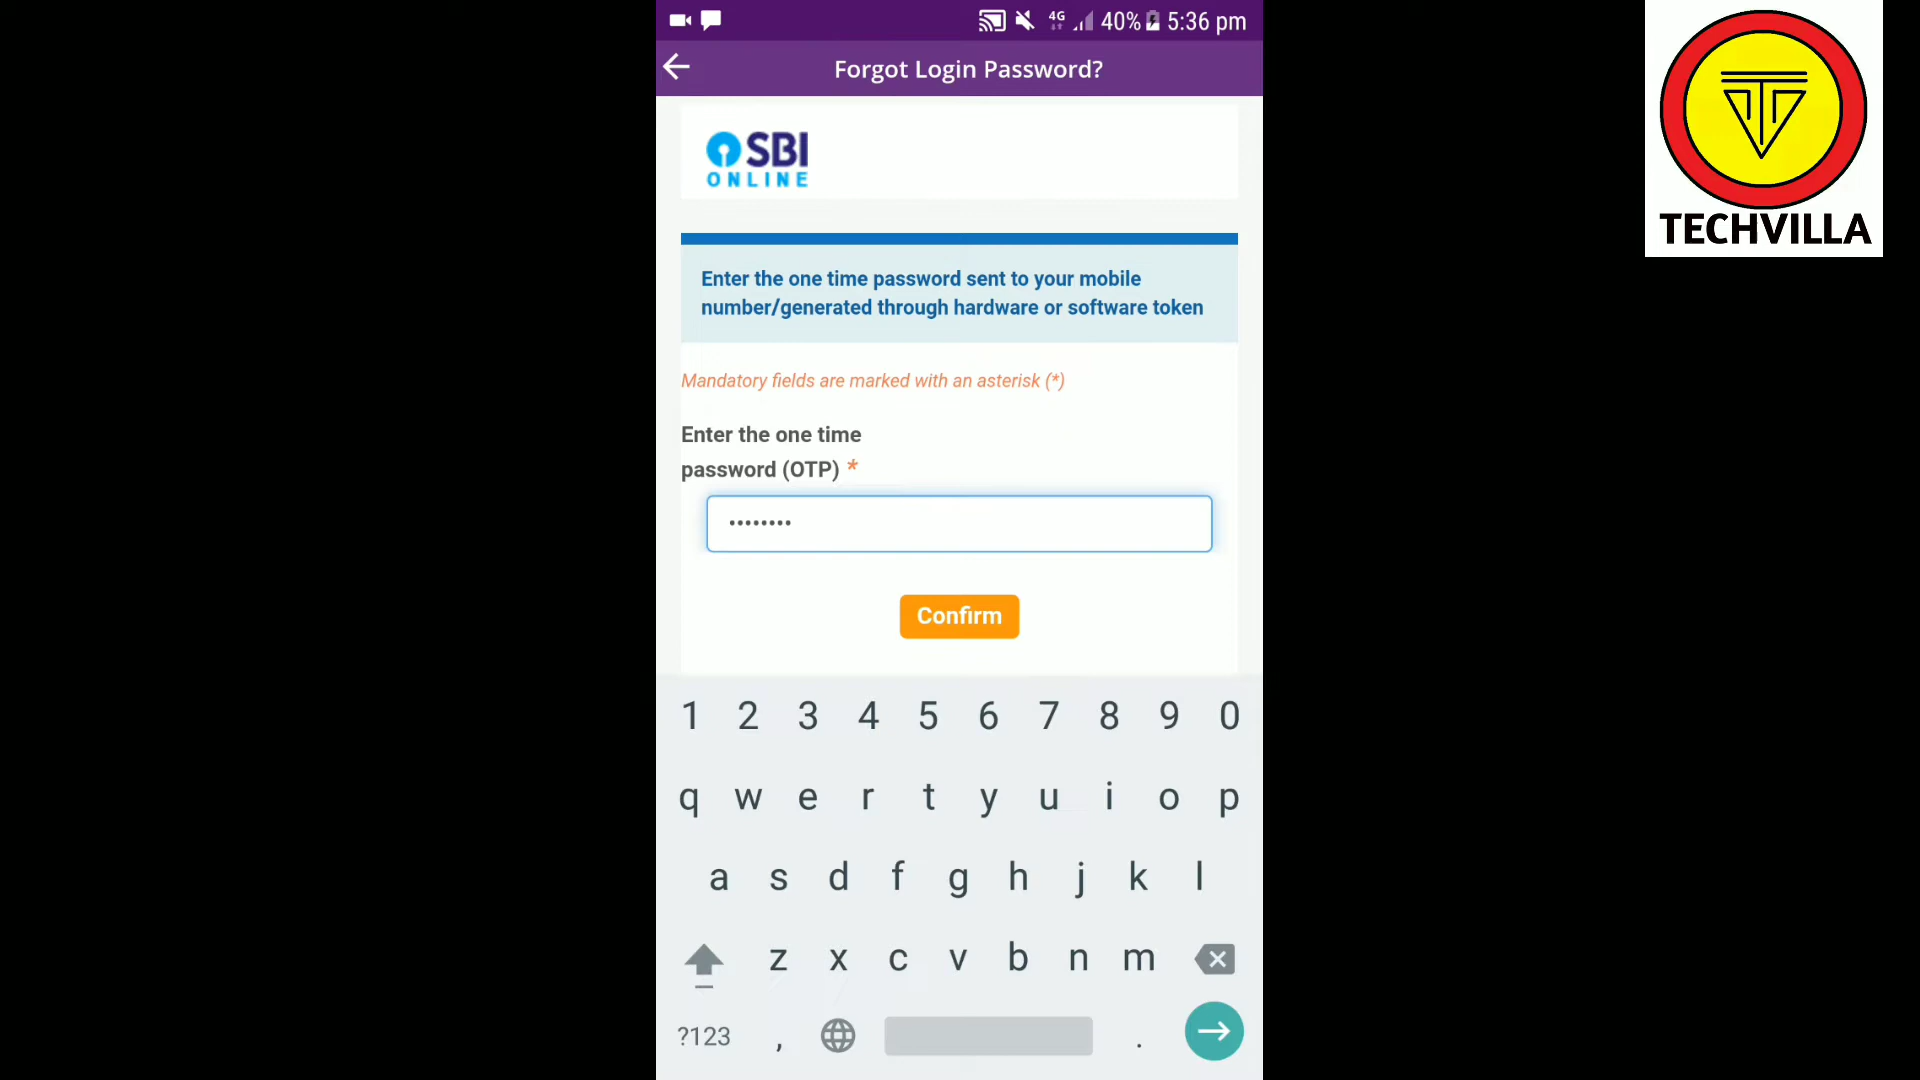 4G 40% 5:36 pm
Forgot Login Password?
SBI
ONLINE
TECHVILLA
Enter the one time password sent to your mobile
number/generated through hardware or software token
Mandatory fields are marked with an asterisk (*)
Enter the one time
password (OTP) *
••••••••
Confirm
1 2 3 4 5 6 7 8 9 0
q w e r t y u i o p
a s d f g h j k l
z x c v b n m
?123 , .